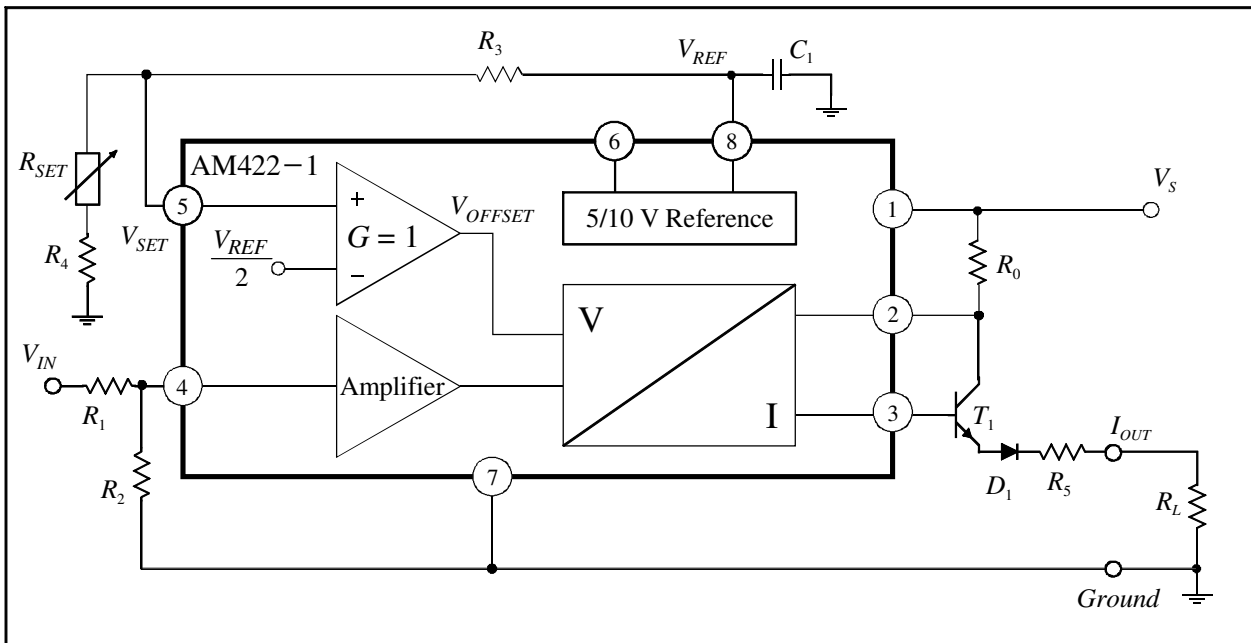 R3
VREF
C1
6
8
RSET
AM422−1
5/10 V Reference
1
VS
5
+
VOFFSET
G = 1
VSET
VREF
2
−
R4
R0
V
2
VIN
4
Amplifier
R1
I
3
T1
IOUT
R2
7
D1
R5
RL
Ground